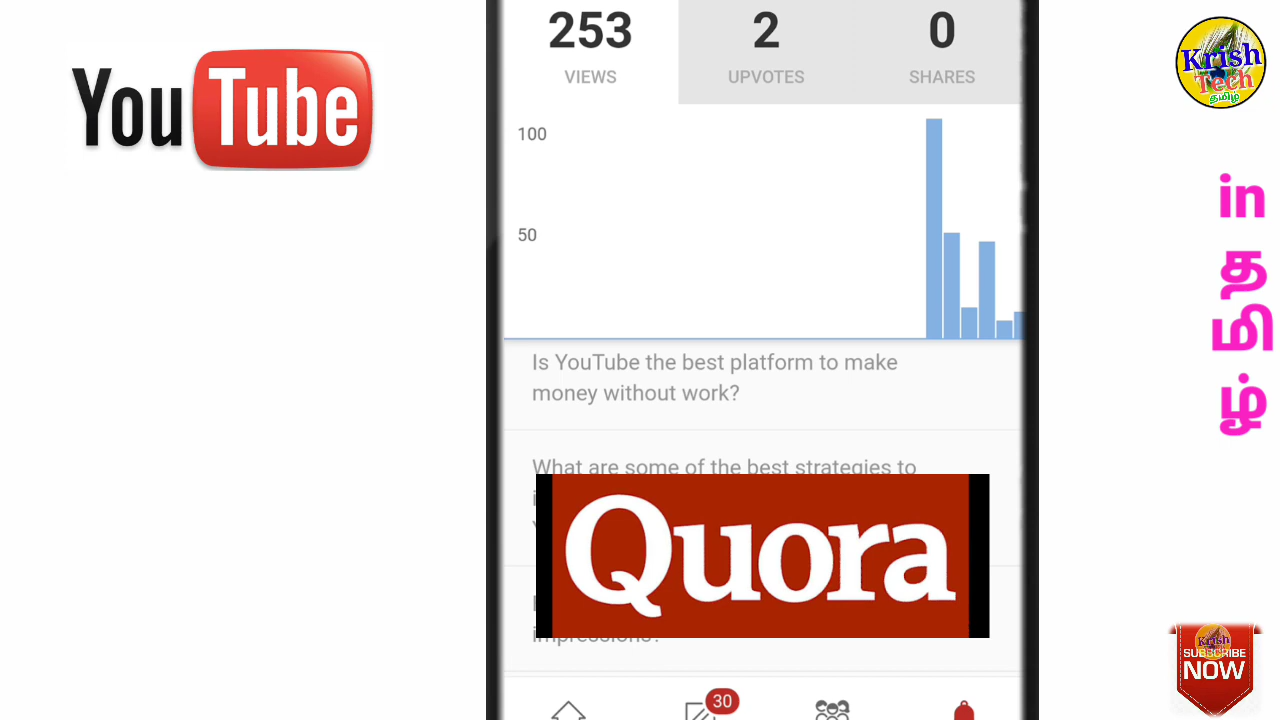 YouTube
253
2
0
VIEWS
UPVOTES
SHARES
100
50
Is YouTube the best platform to make
money without work?
What are some of the best strategies to
Quora
impressions?
30
Krish
Tech
தமிழ்
in
தமிழ்
Krish
SUBSCRIBE
NOW